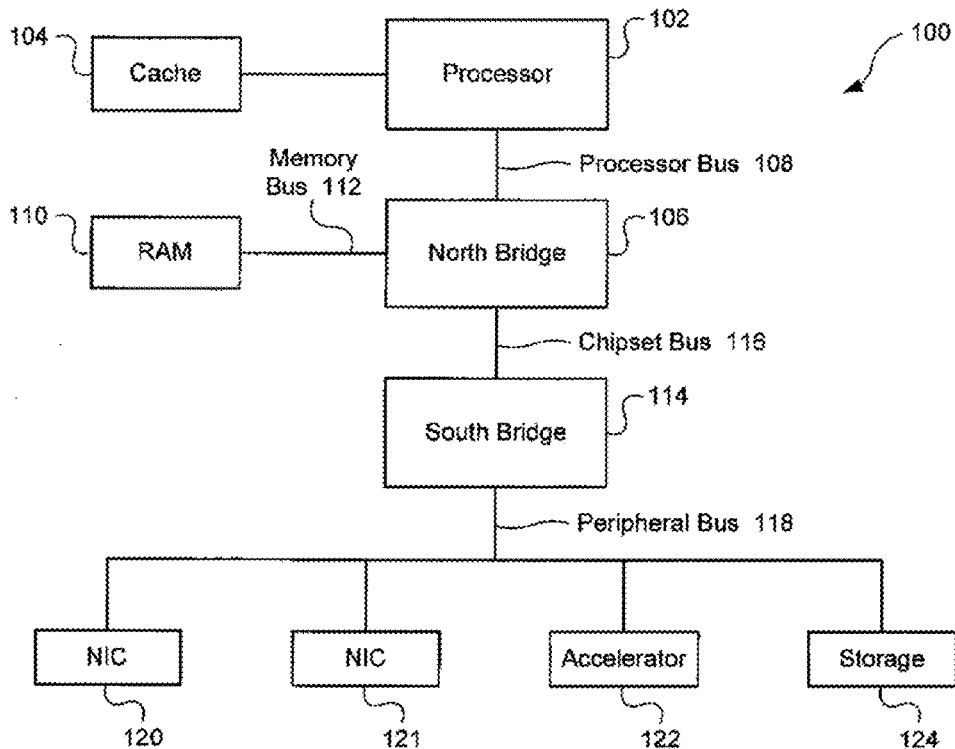 102
104
100
Cache
Processor
Memory
Bus 112
Processor Bus 108
110
106
RAM
North Bridge
Chipset Bus 116
114
South Bridge
Peripheral Bus 118
NIC
NIC
Accelerator
Storage
120
121
122
124